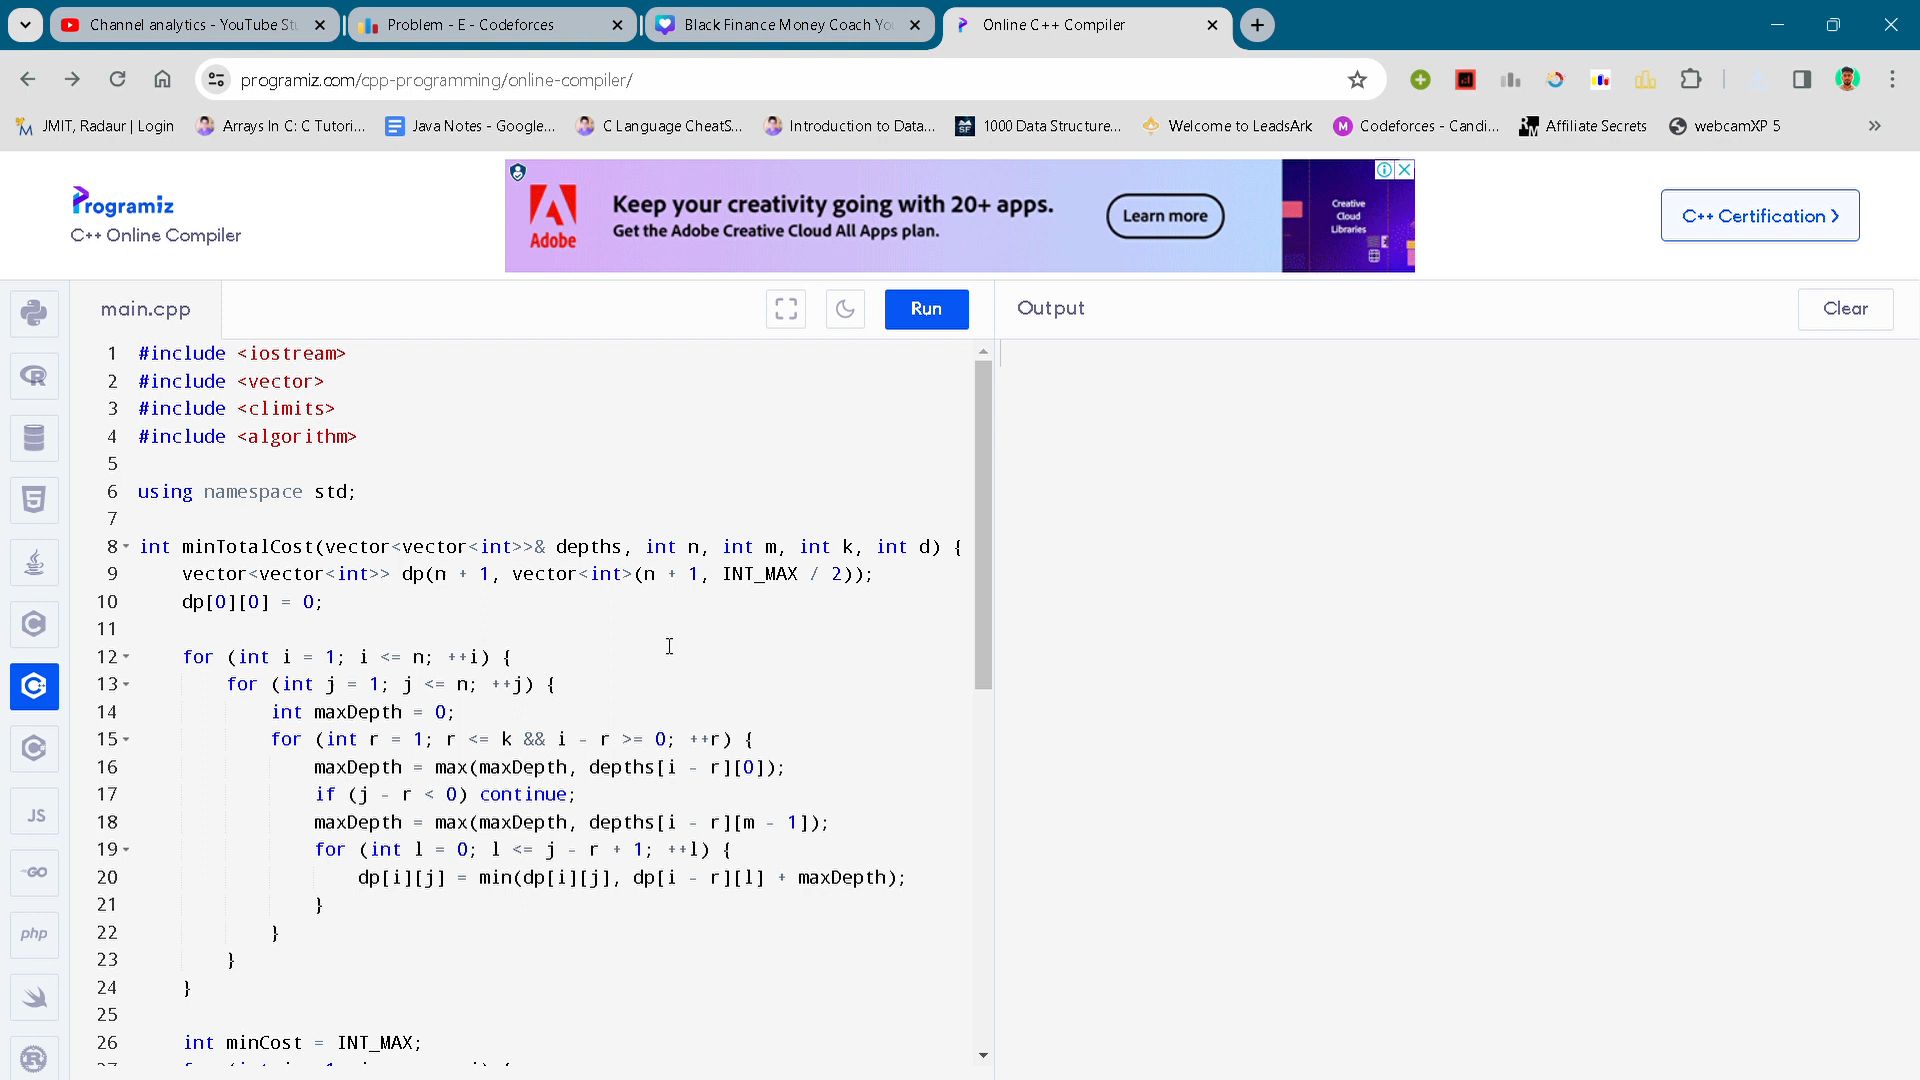 Channel analytics - YouTube Stu
Problem - E - Codeforces
Black Finance Money Coach Yo
Online C++ Compiler
programiz.com/cpp-programming/online-compiler/
JMIT, Radaur | Login
Arrays In C: C Tutori...
Java Notes - Google...
C Language CheatS...
Introduction to Data...
1000 Data Structure...
Welcome to LeadsArk
Codeforces - Candi...
Affiliate Secrets
webcamXP 5
Programiz
C++ Online Compiler
Adobe
Keep your creativity going with 20+ apps.
Get the Adobe Creative Cloud All Apps plan.
Learn more
Creative
Cloud
Libraries
C++ Certification
main.cpp
Run
Output
Clear
1 #include <iostream>
2 #include <vector>
3 #include <climits>
4 #include <algorithm>
5
6 using namespace std;
7
8 int minTotalCost(vector<vector<int>>& depths, int n, int m, int k, int d) {
9 vector<vector<int>> dp(n + 1, vector<int>(n + 1, INT_MAX / 2));
10 dp[0][0] = 0;
11
12 for (int i = 1; i <= n; ++i) {
13 for (int j = 1; j <= n; ++j) {
14 int maxDepth = 0;
15 for (int r = 1; r <= k && i - r >= 0; ++r) {
16 maxDepth = max(maxDepth, depths[i - r][0]);
17 if (j - r < 0) continue;
18 maxDepth = max(maxDepth, depths[i - r][m - 1]);
19 for (int l = 0; l <= j - r + 1; ++l) {
20 dp[i][j] = min(dp[i][j], dp[i - r][l] + maxDepth);
21 }
22 }
23 }
24 }
25
26 int minCost = INT_MAX;
JS
GO
php